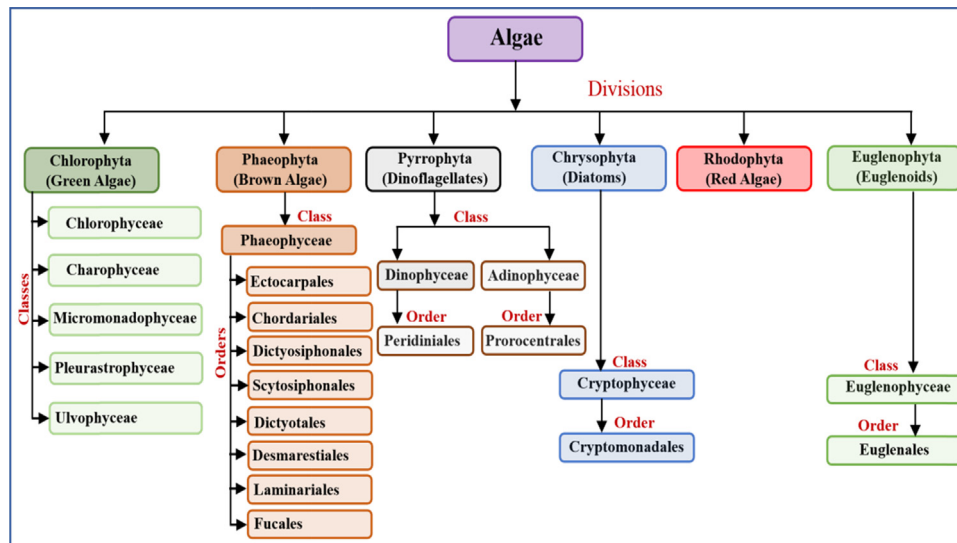 Algae
Divisions
Chlorophyta
(Green Algae)
Phaeophyta
(Brown Algae)
Pyrrophyta
(Dinoflagellates)
Chrysophyta
(Diatoms)
Rhodophyta
(Red Algae)
Euglenophyta
(Euglenoids)
Classes
Chlorophyceae
Charophyceae
Micromonadophyceae
Pleurastrophyceae
Ulvophyceae
Class
Phaeophyceae
Orders
Ectocarpales
Chordariales
Dictyosiphonales
Scytosiphonales
Dictyotales
Desmarestiales
Laminariales
Fucales
Class
Dinophyceae
Adinophyceae
Order
Order
Peridiniales
Prorocentrales
Class
Cryptophyceae
Order
Cryptomonadales
Class
Euglenophyceae
Order
Euglenales